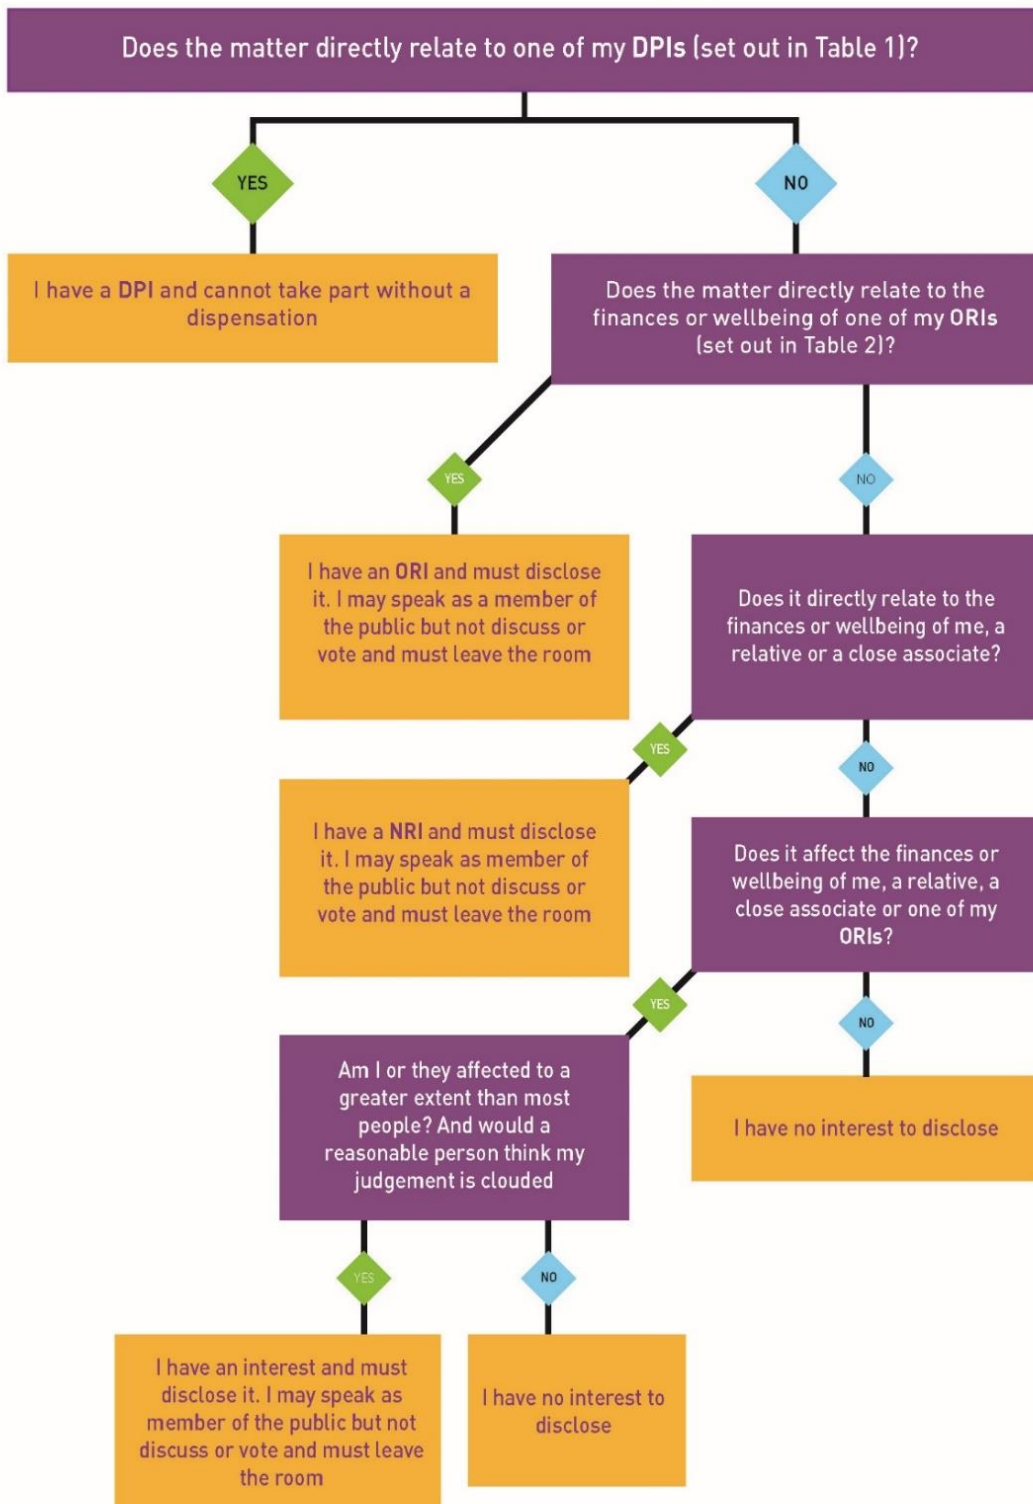 Does the matter directly relate to one of my DPIs (set out in Table 1)?
YES
NO
I have a DPI and cannot take part without a
dispensation
Does the matter directly relate to the
finances or wellbeing of one of my ORIs
(set out in Table 2)?
YES
NO
I have an ORI and must disclose
it. I may speak as a member of
the public but not discuss or
vote and must leave the room
Does it directly relate to the
finances or wellbeing of me, a
relative or a close associate?
YES
NO
I have a NRI and must disclose
it. I may speak as member of
the public but not discuss or
vote and must leave the room
Does it affect the finances or
wellbeing of me, a relative, a
close associate or one of my
ORIs?
YES
NO
Am I or they affected to a
greater extent than most
people? And would a
reasonable person think my
judgement is clouded
I have no interest to disclose
YES
NO
I have an interest and must
disclose it. I may speak as
member of the public but not
discuss or vote and must leave
the room
I have no interest to
disclose